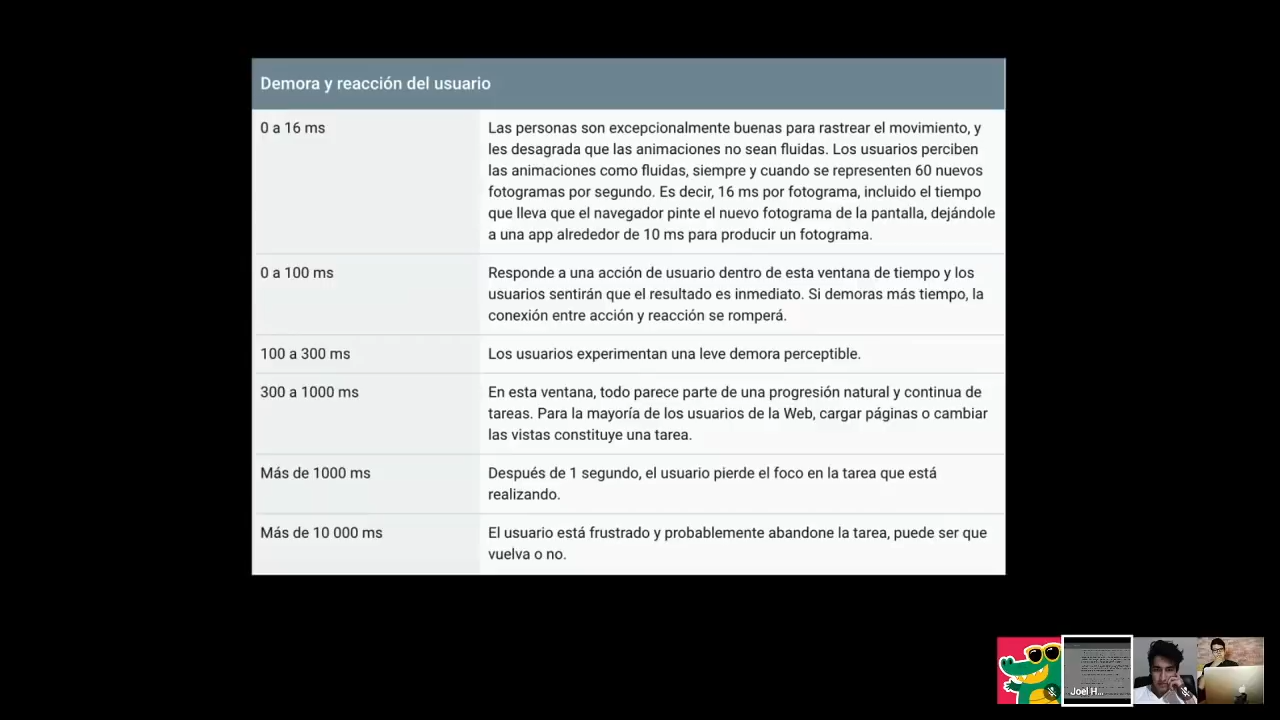 Demora y reacción del usuario
0 a 16 ms
Las personas son excepcionalmente buenas para rastrear el movimiento, y
les desagrada que las animaciones no sean fluidas. Los usuarios perciben
las animaciones como fluidas, siempre y cuando se representen 60 nuevos
fotogramas por segundo. Es decir, 16 ms por fotograma, incluido el tiempo
que lleva que el navegador pinte el nuevo fotograma de la pantalla, dejándole
a una app alrededor de 10 ms para producir un fotograma.
0 a 100 ms
Responde a una acción de usuario dentro de esta ventana de tiempo y los
usuarios sentirán que el resultado es inmediato. Si demoras más tiempo, la
conexión entre acción y reacción se romperá.
100 a 300 ms
Los usuarios experimentan una leve demora perceptible.
300 a 1000 ms
En esta ventana, todo parece parte de una progresión natural y continua de
tareas. Para la mayoría de los usuarios de la Web, cargar páginas o cambiar
las vistas constituye una tarea.
Más de 1000 ms
Después de 1 segundo, el usuario pierde el foco en la tarea que está
realizando.
Más de 10 000 ms
El usuario está frustrado y probablemente abandone la tarea, puede ser que
vuelva o no.
Joel H...